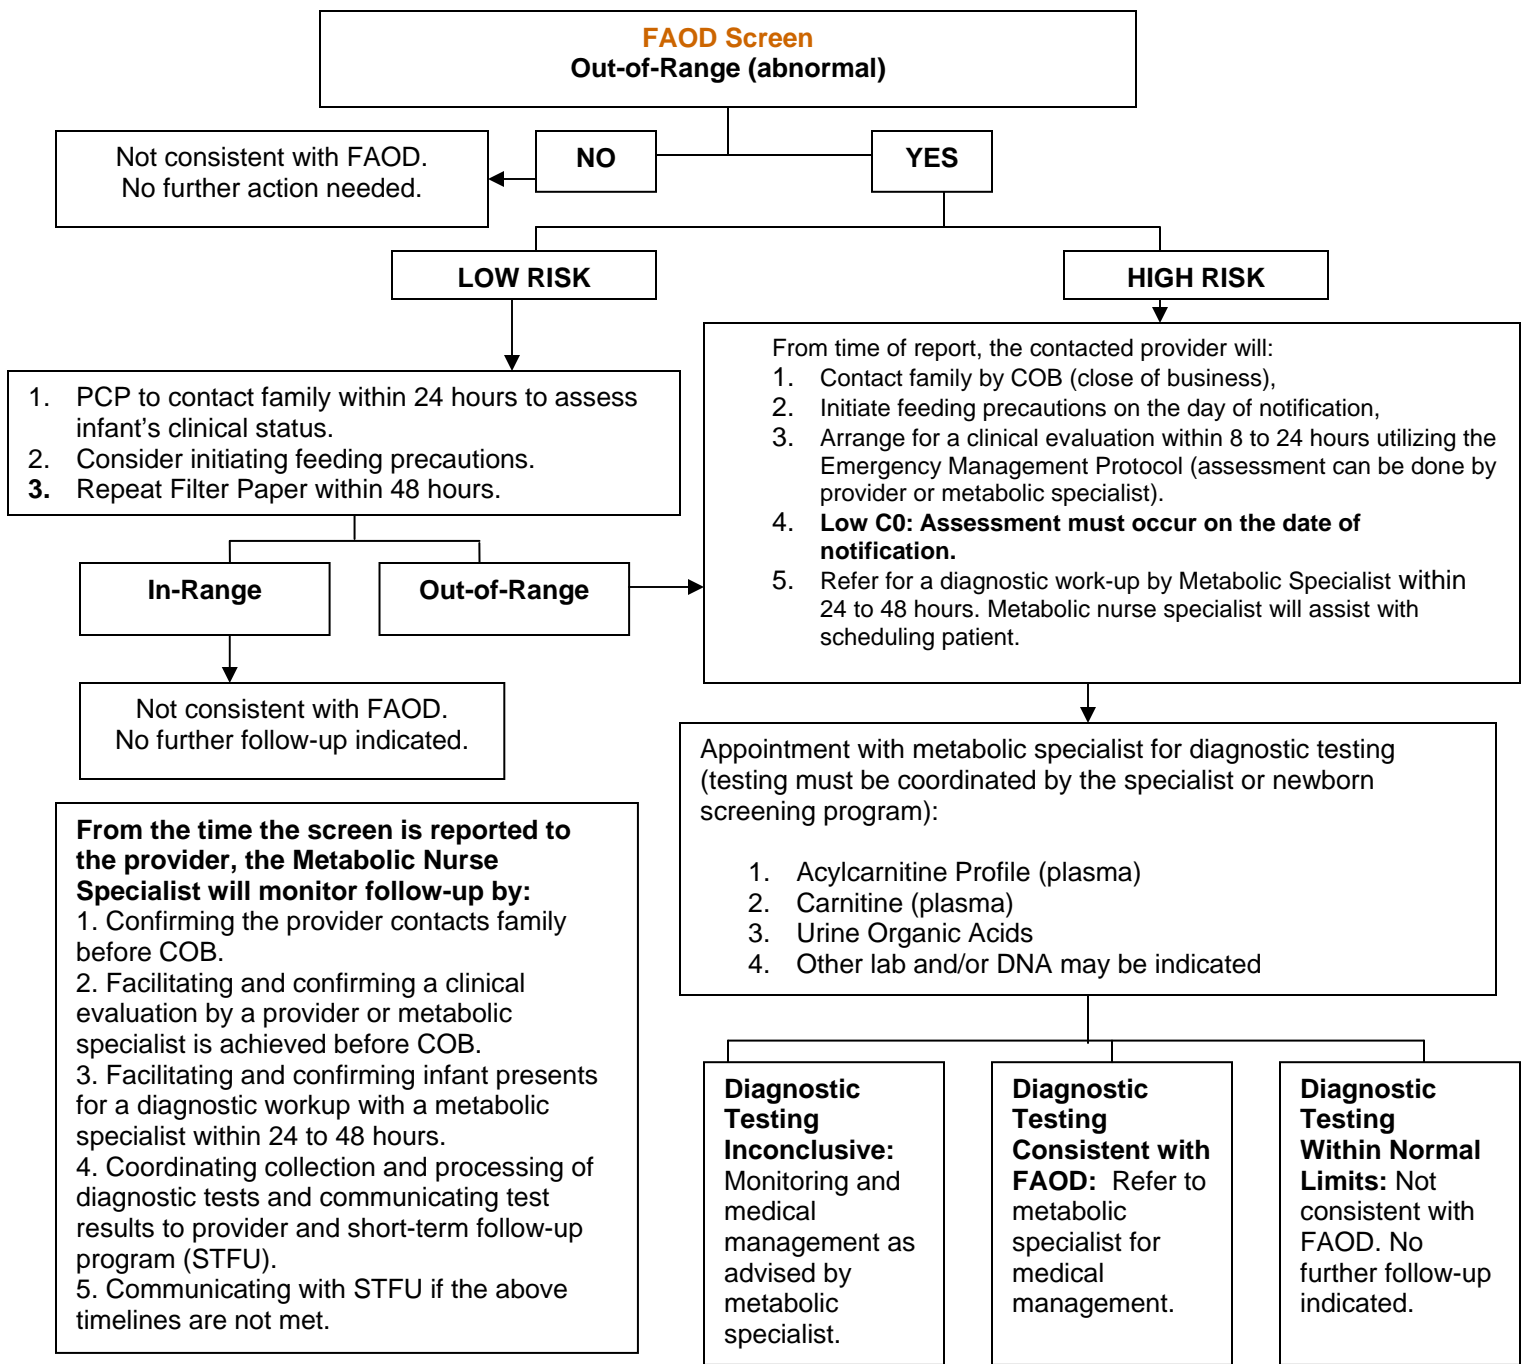 FAOD Screen
Out-of-Range (abnormal)
Not consistent with FAOD.
No further action needed.
NO
YES
LOW RISK
HIGH RISK
1. PCP to contact family within 24 hours to assess
infant's clinical status.
2. Consider initiating feeding precautions.
3. Repeat Filter Paper within 48 hours.
From time of report, the contacted provider will:
1. Contact family by COB (close of business),
2. Initiate feeding precautions on the day of notification,
3. Arrange for a clinical evaluation within 8 to 24 hours utilizing the
Emergency Management Protocol (assessment can be done by
provider or metabolic specialist).
4. Low C0: Assessment must occur on the date of
notification.
5. Refer for a diagnostic work-up by Metabolic Specialist within
24 to 48 hours. Metabolic nurse specialist will assist with
scheduling patient.
In-Range
Out-of-Range
Not consistent with FAOD.
No further follow-up indicated.
Appointment with metabolic specialist for diagnostic testing
(testing must be coordinated by the specialist or newborn
screening program):
1. Acylcarnitine Profile (plasma)
2. Carnitine (plasma)
3. Urine Organic Acids
4. Other lab and/or DNA may be indicated
From the time the screen is reported to
the provider, the Metabolic Nurse
Specialist will monitor follow-up by:
1. Confirming the provider contacts family
before COB.
2. Facilitating and confirming a clinical
evaluation by a provider or metabolic
specialist is achieved before COB.
3. Facilitating and confirming infant presents
for a diagnostic workup with a metabolic
specialist within 24 to 48 hours.
4. Coordinating collection and processing of
diagnostic tests and communicating test
results to provider and short-term follow-up
program (STFU).
5. Communicating with STFU if the above
timelines are not met.
Diagnostic
Testing
Inconclusive:
Monitoring and
medical
management as
advised by
metabolic
specialist.
Diagnostic
Testing
Consistent with
FAOD: Refer to
metabolic
specialist for
medical
management.
Diagnostic
Testing
Within Normal
Limits: Not
consistent with
FAOD. No
further follow-up
indicated.